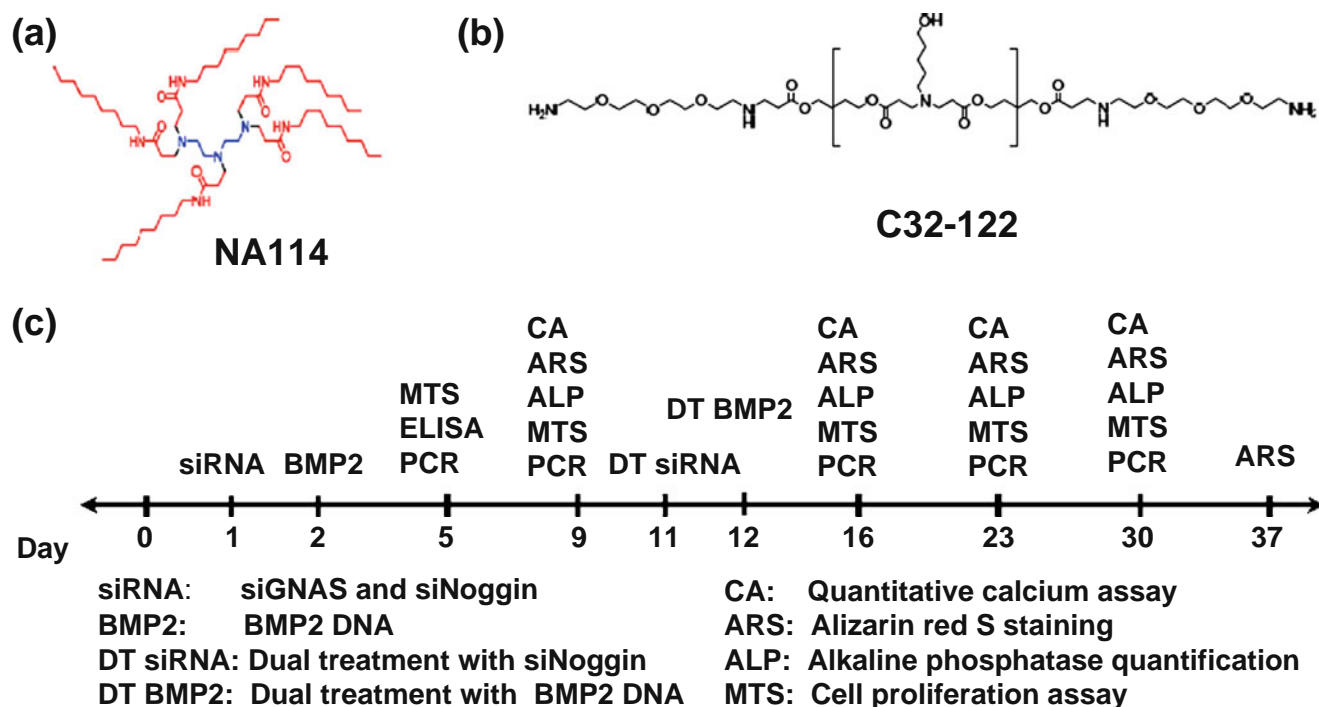 (a)
(b)
HN
O
HN
O
HN
O
HN
O
NH
O
N
N
N
NA114
OH
H₂N
O
O
O
N
H
O
O
O
O
N
O
O
O
O
N
H
O
O
O
NH₂
C32-122
(c)
CA
ARS
ALP
MTS
PCR
CA
ARS
ALP
MTS
PCR
CA
ARS
ALP
MTS
PCR
CA
ARS
ALP
MTS
PCR
MTS
ELISA
PCR
DT BMP2
siRNA BMP2
DT siRNA
ARS
Day 0 1 2 5 9 11 12 16 23 30 37
siRNA: siGNAS and siNoggin
BMP2: BMP2 DNA
DT siRNA: Dual treatment with siNoggin
DT BMP2: Dual treatment with BMP2 DNA
CA: Quantitative calcium assay
ARS: Alizarin red S staining
ALP: Alkaline phosphatase quantification
MTS: Cell proliferation assay